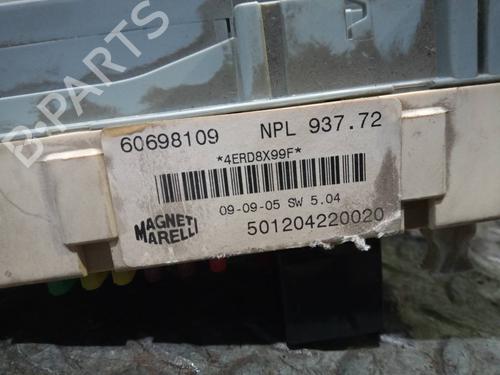 B-PARTS
60698109 NPL 937.72
*4ERD8X99F*
09-09-05 SW 5.04
MAGNETI
MARELLI
501204220020